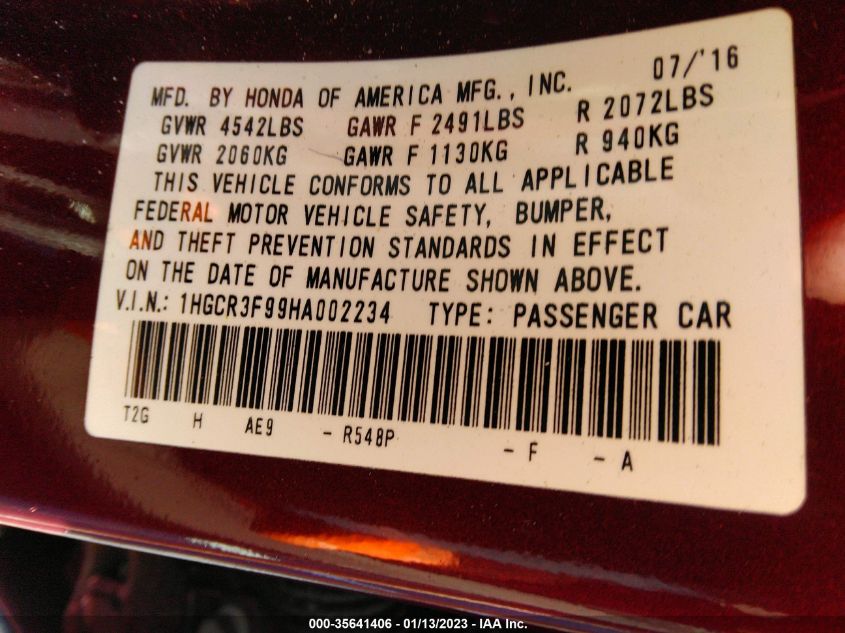 07/'16
MFD. BY HONDA OF AMERICA MFG., INC.
GVWR 4542LBS GAWR F 2491LBS R 2072LBS
GVWR 2060KG GAWR F 1130KG R 940KG
THIS VEHICLE CONFORMS TO ALL APPLICABLE
FEDERAL MOTOR VEHICLE SAFETY, BUMPER,
AND THEFT PREVENTION STANDARDS IN EFFECT
ON THE DATE OF MANUFACTURE SHOWN ABOVE.
V.I.N.: 1HGCR3F99HA002234 TYPE: PASSENGER CAR
T2G H AE9 - R548P - F - A
000-35641406 - 01/13/2023 - IAA Inc.